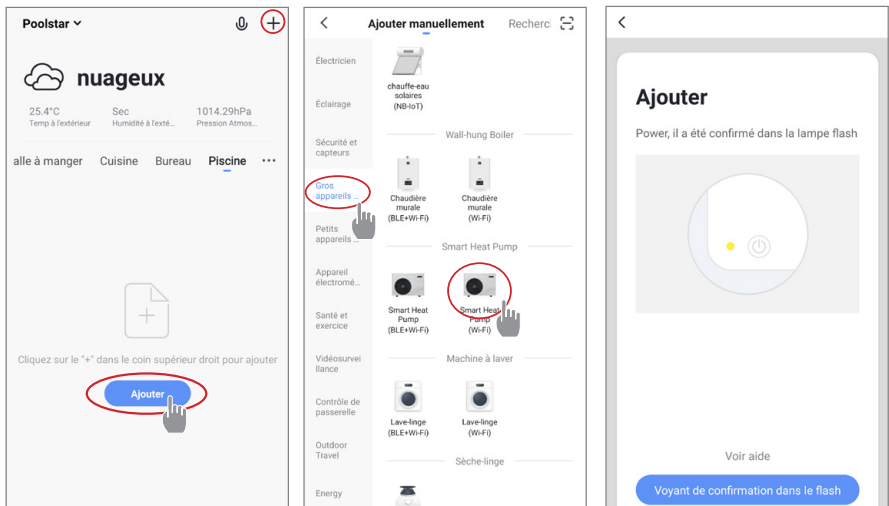 Poolstar
nuageux
25.4°C Sec 1014.29hPa
Temp à l'extérieur Humidité à l'exté... Pression Atmos...
alle à manger Cuisine Bureau Piscine ...
Cliquez sur le "+" dans le coin supérieur droit pour ajouter
Ajouter
Ajouter manuellement Recherc
Électricien
Éclairage
Sécurité et
capteurs
Gros
appareils ...
Petits
appareils ...
Appareil
électromé...
Santé et
exercice
Vidéosurvei
llance
Contrôle de
passerelle
Outdoor
Travel
Energy
chauffe-eau
solaires
(NB-IoT)
Wall-hung Boiler
Chaudière
murale
(BLE+Wi-Fi)
Chaudière
murale
(Wi-Fi)
Smart Heat Pump
Smart Heat
Pump
(BLE+Wi-Fi)
Smart Heat
Pump
(Wi-Fi)
Machine à laver
Lave-linge
(BLE+Wi-Fi)
Lave-linge
(Wi-Fi)
Sèche-linge
Ajouter
Power, il a été confirmé dans la lampe flash
Voir aide
Voyant de confirmation dans le flash